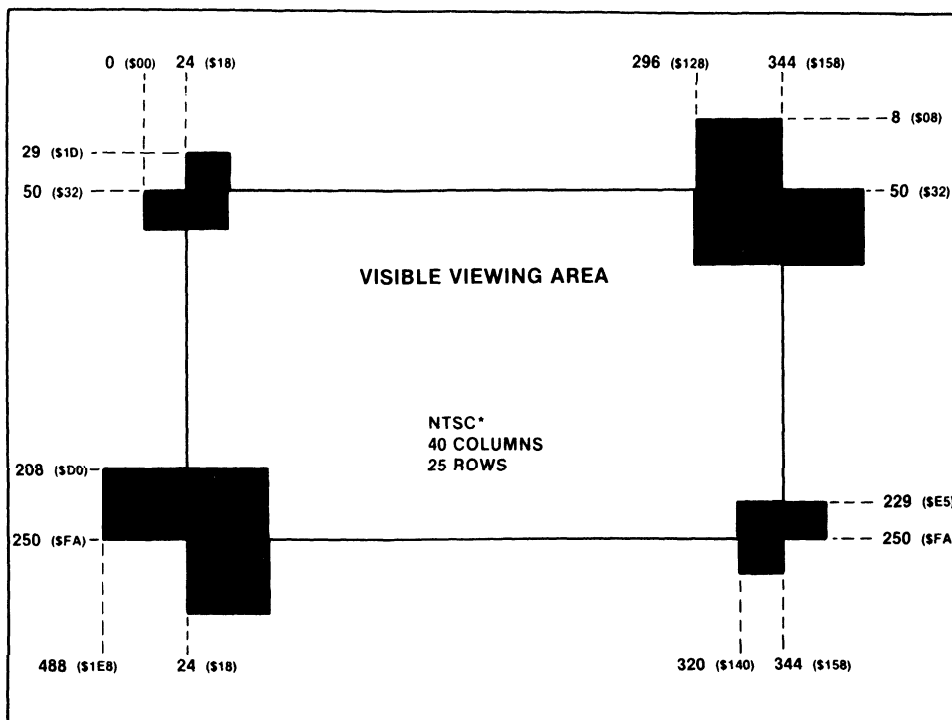 0 ($00) 24 ($18) 296 ($128) 344 ($158)
8 ($08)
29 ($1D)
50 ($32) 50 ($32)
VISIBLE VIEWING AREA
NTSC*
40 COLUMNS
25 ROWS
208 ($D0)
229 ($E5)
250 ($FA) 250 ($FA
488 ($1E8) 24 ($18) 320 ($140) 344 ($158)